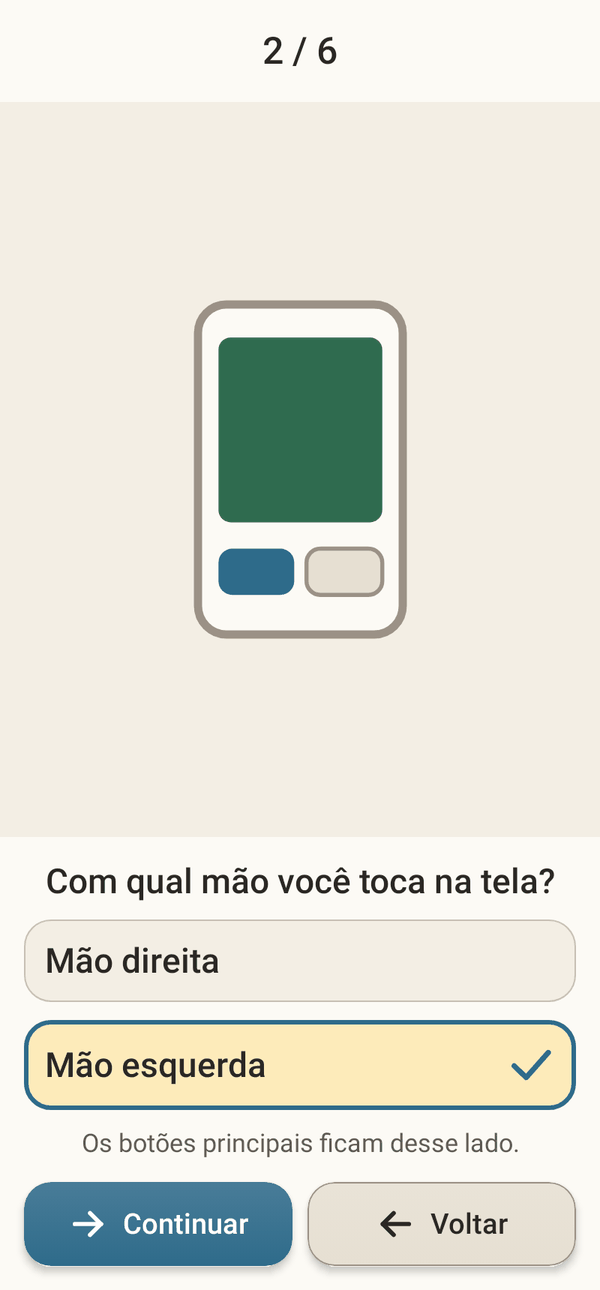 2 / 6
Com qual mão você toca na tela?
Mão direita
Mão esquerda
Os botões principais ficam desse lado.
Continuar
Voltar